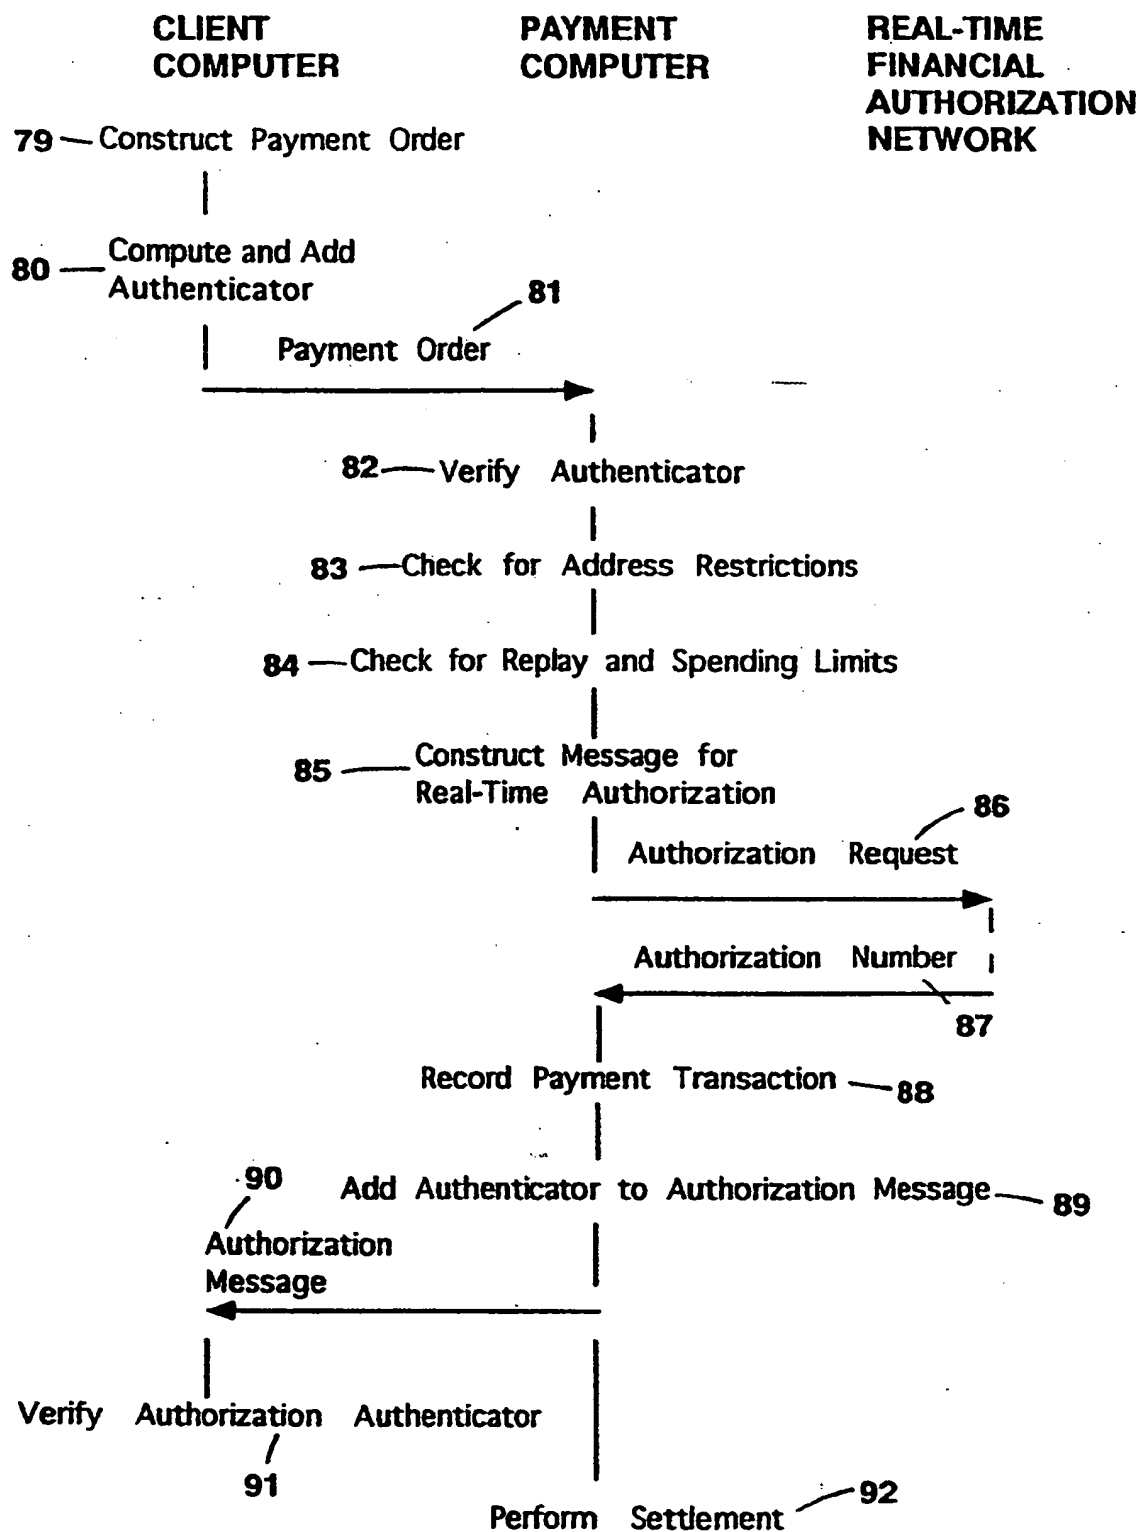 CLIENT
COMPUTER
PAYMENT
COMPUTER
REAL-TIME
FINANCIAL
AUTHORIZATION
NETWORK
79 Construct Payment Order
80 Compute and Add
Authenticator
81
Payment Order
82 Verify Authenticator
83 Check for Address Restrictions
84 Check for Replay and Spending Limits
85 Construct Message for
Real-Time Authorization
86
Authorization Request
Authorization Number
87
Record Payment Transaction 88
90
Add Authenticator to Authorization Message 89
Authorization
Message
Verify Authorization Authenticator
91
Perform Settlement 92